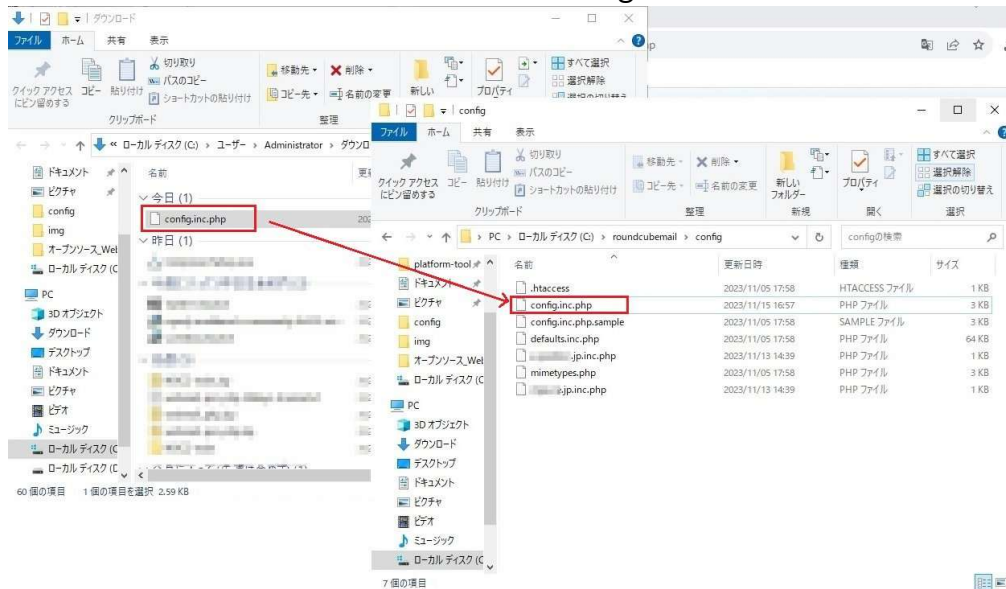 ダウンロード
ファイル ホーム 共有 表示
クイック アクセスにピン留めする
コピー
貼り付け
切り取り
パスのコピー
ショートカットの貼り付け
移動先
コピー先
削除
名前の変更
新しい
プロパティ
すべて選択
選択解除
クリップボード
整理
ローカル ディスク (C:) › ユーザー › Administrator
名前
ドキュメント
ピクチャ
config
img
オープンソース_Wel
ローカル ディスク (C
PC
3D オブジェクト
ダウンロード
デスクトップ
ドキュメント
ピクチャ
ビデオ
ミュージック
ローカル ディスク (C
ローカル ディスク (D
今日 (1)
config.inc.php
昨日 (1)
60 個の項目 1 個の項目を選択 2.59 KB
config
ファイル ホーム 共有 表示
クイック アクセスにピン留めする
コピー
貼り付け
切り取り
パスのコピー
ショートカットの貼り付け
移動先
コピー先
削除
名前の変更
新しいフォルダー
プロパティ
すべて選択
選択解除
選択の切り替え
クリップボード
整理
新規
開く
選択
PC › ローカル ディスク (C:) › roundcubemail › config
configの検索
platform-tool
ドキュメント
ピクチャ
config
img
オープンソース_Wel
ローカル ディスク (C
PC
3D オブジェクト
ダウンロード
デスクトップ
ドキュメント
ピクチャ
ビデオ
ミュージック
ローカル ディスク (C
名前 更新日時 種類 サイズ
.htaccess 2023/11/05 17:58 HTACCESS ファイル 1 KB
config.inc.php 2023/11/15 16:57 PHP ファイル 3 KB
config.inc.php.sample 2023/11/05 17:58 SAMPLE ファイル 3 KB
defaults.inc.php 2023/11/05 17:58 PHP ファイル 64 KB
.jp.inc.php 2023/11/13 14:39 PHP ファイル 1 KB
mimetypes.php 2023/11/05 17:58 PHP ファイル 3 KB
.jp.inc.php 2023/11/13 14:39 PHP ファイル 1 KB
7 個の項目